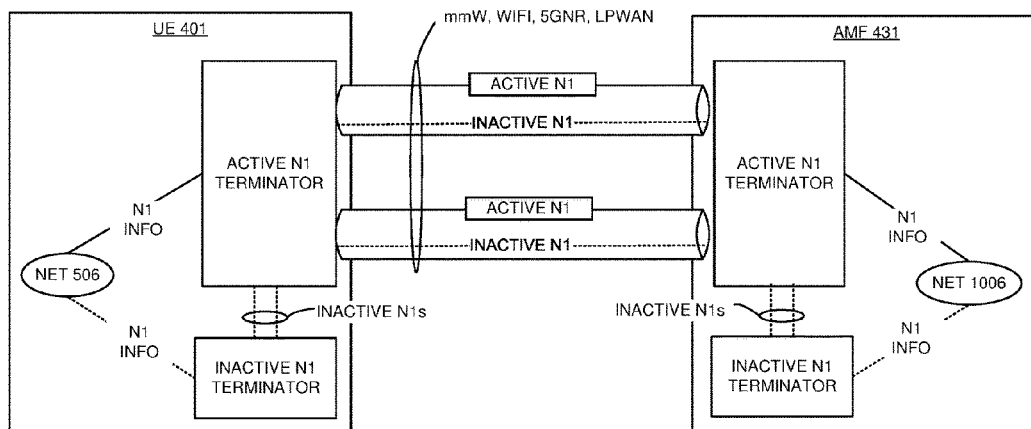 mmW, WIFI, 5GNR, LPWAN
UE 401
AMF 431
ACTIVE N1
INACTIVE N1
ACTIVE N1
TERMINATOR
ACTIVE N1
TERMINATOR
N1
INFO
ACTIVE N1
INACTIVE N1
N1
INFO
NET 506
NET 1006
INACTIVE N1s
INACTIVE N1s
N1
INFO
N1
INFO
INACTIVE N1
TERMINATOR
INACTIVE N1
TERMINATOR